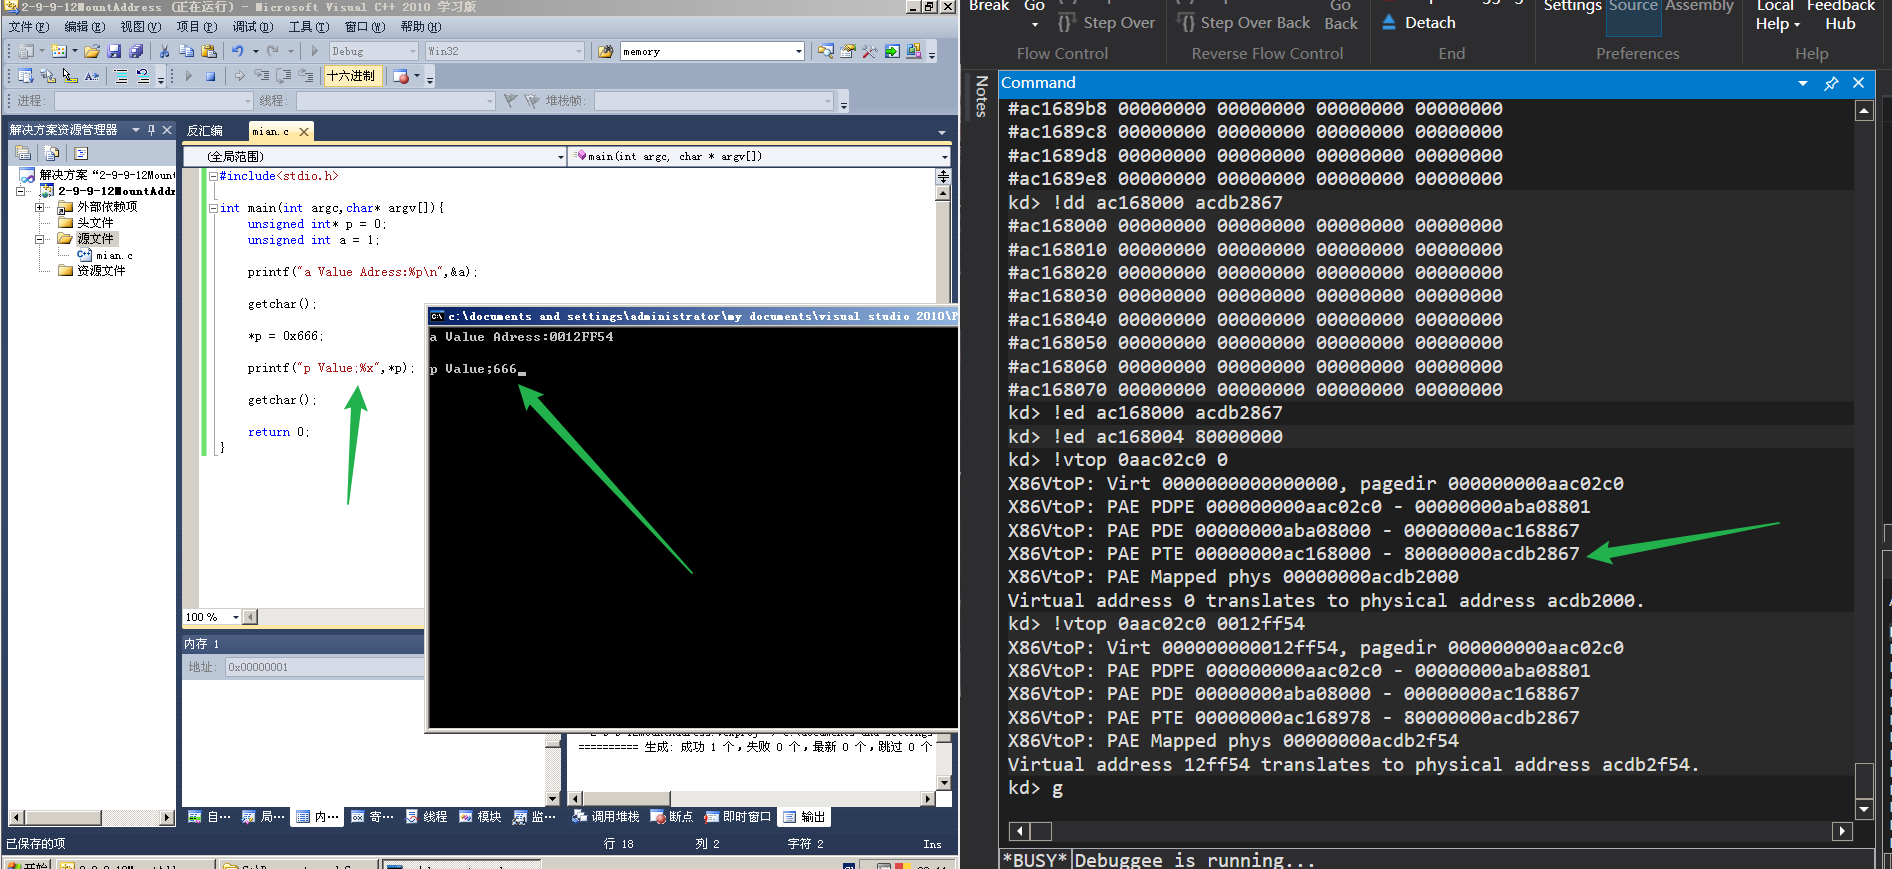 2-9-9-12MountAddress (正在运行) - Microsoft Visual C++ 2010 学习版
文件(F) 编辑(E) 视图(V) 项目(P) 调试(D) 工具(T) 窗口(W) 帮助(H)
Debug Win32 memory
十六进制
进程: 线程: 堆栈帧:
解决方案资源管理器
解决方案 "2-9-9-12Mount
2-9-9-12MountAddr
外部依赖项
头文件
源文件
mian.c
资源文件
反汇编 mian.c
(全局范围) main(int argc, char * argv[])
#include<stdio.h>
int main(int argc,char* argv[]){
unsigned int* p = 0;
unsigned int a = 1;
printf("a Value Adress:%p\n",&a);
getchar();
*p = 0x666;
printf("p Value;%x",*p);
getchar();
return 0;
}
100 %
c:\documents and settings\administrator\my documents\visual studio 2010\P
a Value Adress:0012FF54
p Value;666
内存 1
地址: 0x00000001
========== 生成: 成功 1 个，失败 0 个，最新 0 个，跳过 0 个
自… 局… 内… 寄… 线程 模块 监… 调用堆栈 断点 即时窗口 输出
已保存的项 行 18 列 2 字符 2 Ins
开始
Break Go Step Over Step Over Back Go Back Detach Settings Source Assembly Local Help Feedback Hub
Flow Control Reverse Flow Control End Preferences Help
Notes
Command
#ac1689b8 00000000 00000000 00000000 00000000
#ac1689c8 00000000 00000000 00000000 00000000
#ac1689d8 00000000 00000000 00000000 00000000
#ac1689e8 00000000 00000000 00000000 00000000
kd> !dd ac168000 acdb2867
#ac168000 00000000 00000000 00000000 00000000
#ac168010 00000000 00000000 00000000 00000000
#ac168020 00000000 00000000 00000000 00000000
#ac168030 00000000 00000000 00000000 00000000
#ac168040 00000000 00000000 00000000 00000000
#ac168050 00000000 00000000 00000000 00000000
#ac168060 00000000 00000000 00000000 00000000
#ac168070 00000000 00000000 00000000 00000000
kd> !ed ac168000 acdb2867
kd> !ed ac168004 80000000
kd> !vtop 0aac02c0 0
X86VtoP: Virt 0000000000000000, pagedir 000000000aac02c0
X86VtoP: PAE PDPE 000000000aac02c0 - 00000000aba08801
X86VtoP: PAE PDE 00000000aba08000 - 00000000ac168867
X86VtoP: PAE PTE 00000000ac168000 - 80000000acdb2867
X86VtoP: PAE Mapped phys 00000000acdb2000
Virtual address 0 translates to physical address acdb2000.
kd> !vtop 0aac02c0 0012ff54
X86VtoP: Virt 000000000012ff54, pagedir 000000000aac02c0
X86VtoP: PAE PDPE 000000000aac02c0 - 00000000aba08801
X86VtoP: PAE PDE 00000000aba08000 - 00000000ac168867
X86VtoP: PAE PTE 00000000ac168978 - 80000000acdb2867
X86VtoP: PAE Mapped phys 00000000acdb2f54
Virtual address 12ff54 translates to physical address acdb2f54.
kd> g
*BUSY* Debuggee is running...